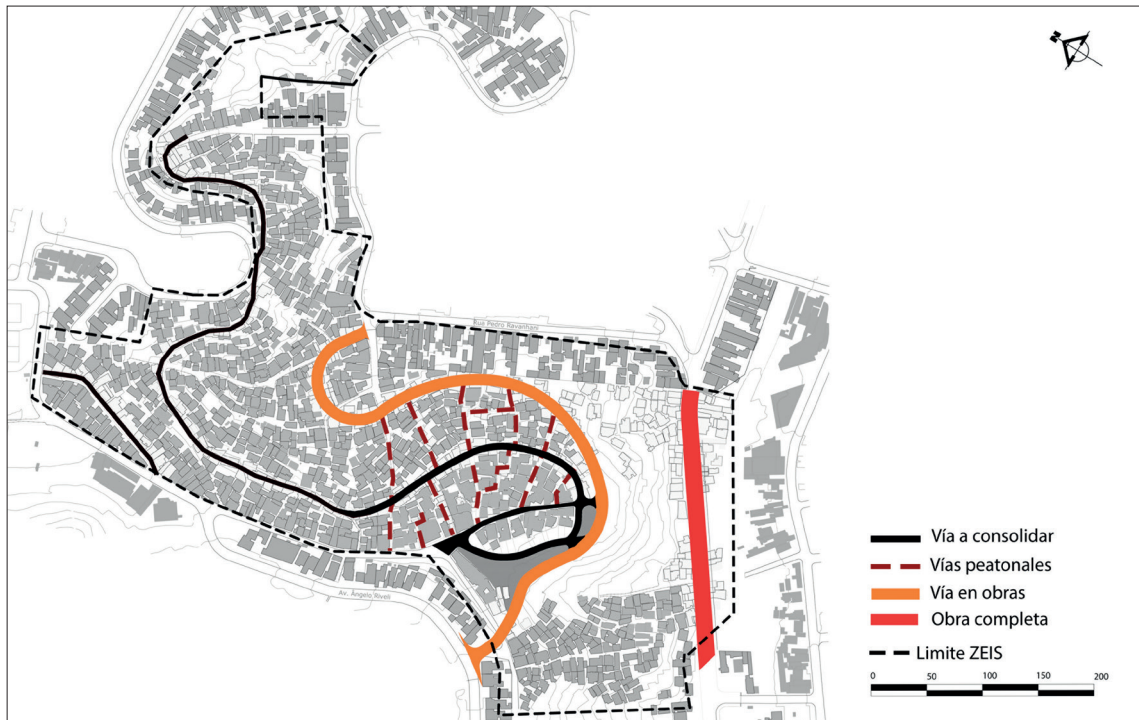 N
Rua Pedro Ravanhani
Av. Ângelo Riveli
Vía a consolidar
Vías peatonales
Vía en obras
Obra completa
Limite ZEIS
0 50 100 150 200